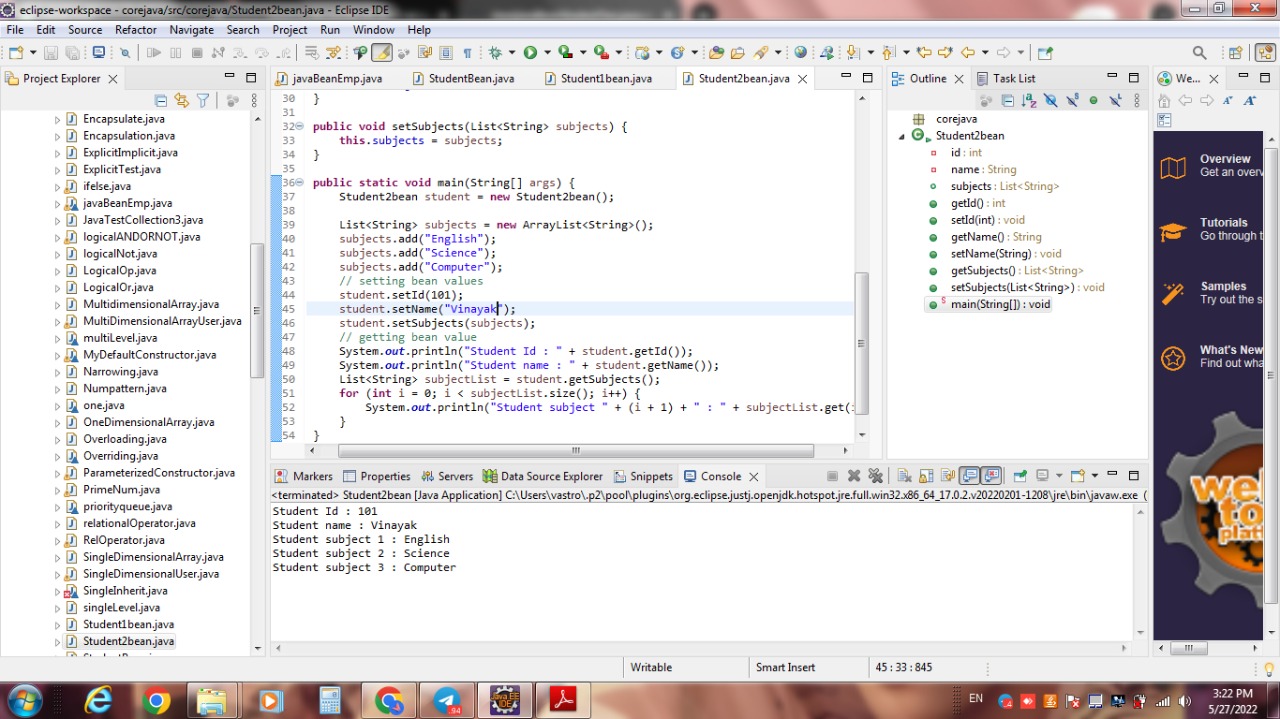 eclipse-workspace - corejava/src/corejava/Student2bean.java - Eclipse IDE
File Edit Source Refactor Navigate Search Project Run Window Help
Project Explorer
Encapsulate.java
Encapsulation.java
ExplicitImplicit.java
ExplicitTest.java
ifelse.java
javaBeanEmp.java
JavaTestCollection3.java
logicalANDORNOT.java
logicalNot.java
LogicalOp.java
LogicalOr.java
MultidimensionalArray.java
MultiDimensionalArrayUser.java
multiLevel.java
MyDefaultConstructor.java
Narrowing.java
Numpattern.java
one.java
OneDimensionalArray.java
Overloading.java
Overriding.java
ParameterizedConstructor.java
PrimeNum.java
priorityqueue.java
relationalOperator.java
RelOperator.java
SingleDimensionalArray.java
SingleDimensionalUser.java
SingleInherit.java
singleLevel.java
Student1bean.java
Student2bean.java
javaBeanEmp.java StudentBean.java Student1bean.java Student2bean.java
30 }
31
32 public void setSubjects(List<String> subjects) {
33 this.subjects = subjects;
34 }
35
36 public static void main(String[] args) {
37 Student2bean student = new Student2bean();
38
39 List<String> subjects = new ArrayList<String>();
40 subjects.add("English");
41 subjects.add("Science");
42 subjects.add("Computer");
43 // setting bean values
44 student.setId(101);
45 student.setName("Vinayak");
46 student.setSubjects(subjects);
47 // getting bean value
48 System.out.println("Student Id : " + student.getId());
49 System.out.println("Student name : " + student.getName());
50 List<String> subjectList = student.getSubjects();
51 for (int i = 0; i < subjectList.size(); i++) {
52 System.out.println("Student subject " + (i + 1) + " : " + subjectList.get(
53 }
54 }
Outline Task List
corejava
Student2bean
id : int
name : String
subjects : List<String>
getId() : int
setId(int) : void
getName() : String
setName(String) : void
getSubjects() : List<String>
setSubjects(List<String>) : void
main(String[]) : void
We...
Overview
Get an overv
Tutorials
Go through t
Samples
Try out the s
What's New
Find out wha
Markers Properties Servers Data Source Explorer Snippets Console
<terminated> Student2bean [Java Application] C:\Users\vastro\.p2\pool\plugins\org.eclipse.justj.openjdk.hotspot.jre.full.win32.x86_64_17.0.2.v20220201-1208\jre\bin\javaw.exe (
Student Id : 101
Student name : Vinayak
Student subject 1 : English
Student subject 2 : Science
Student subject 3 : Computer
Writable Smart Insert 45 : 33 : 845
Java EE
IDE
94
EN
3:22 PM
5/27/2022